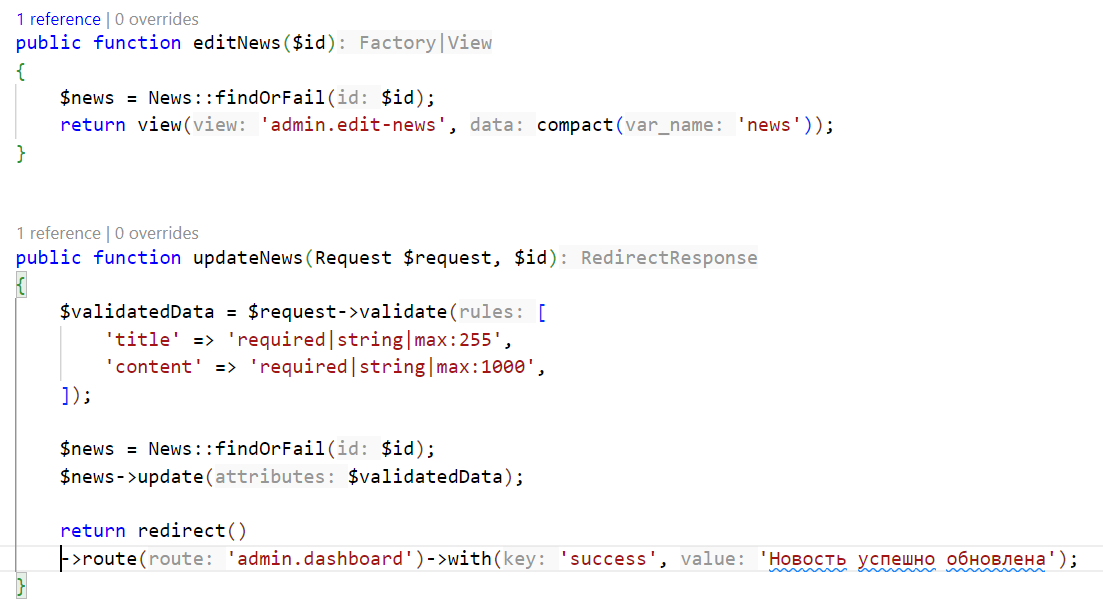 1 reference | 0 overrides
public function editNews($id): Factory|View
{
    $news = News::findOrFail(id: $id);
    return view(view: 'admin.edit-news', data: compact(var_name: 'news'));
}
1 reference | 0 overrides
public function updateNews(Request $request, $id): RedirectResponse
{
    $validatedData = $request->validate(rules: [
        'title' => 'required|string|max:255',
        'content' => 'required|string|max:1000',
    ]);
    $news = News::findOrFail(id: $id);
    $news->update(attributes: $validatedData);
    return redirect()
    ->route(route: 'admin.dashboard')->with(key: 'success', value: 'Новость успешно обновлена');
}